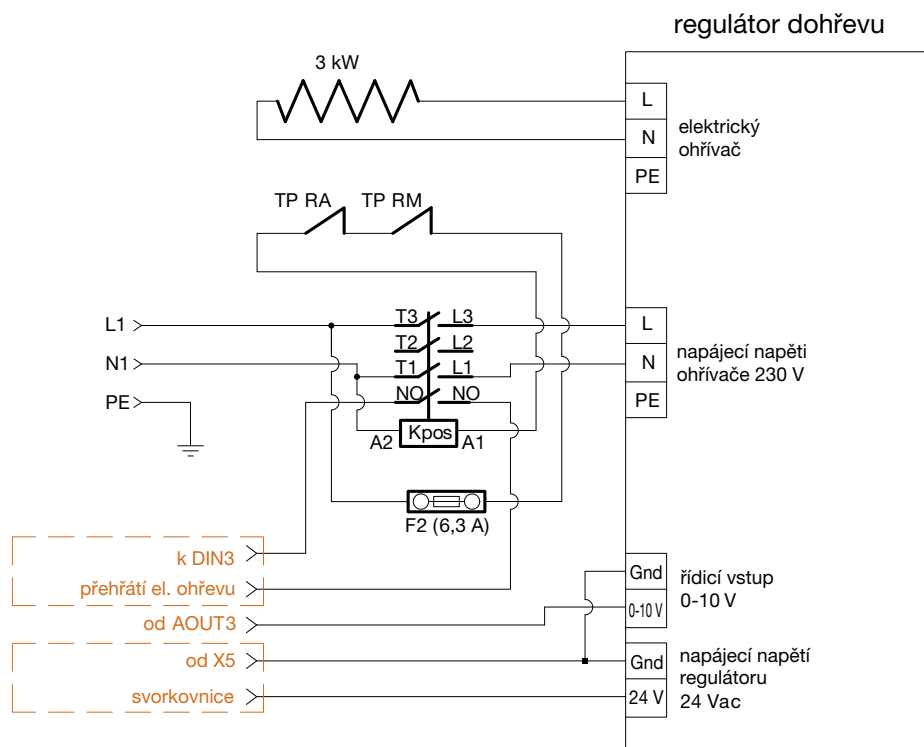 regulátor dohřevu
3 kW
L
N
PE
elektrický
ohřívač
TP RA TP RM
L1
N1
PE
T3 L3
T2 L2
T1 L1
NO NO
A2 Kpos A1
L
N
PE
napájecí napěti
ohřívače 230 V
F2 (6,3 A)
k DIN3
přehřátí el. ohřevu
od AOUT3
od X5
svorkovnice
Gnd
0-10 V
řídicí vstup
0-10 V
Gnd
24 V
napájecí napětí
regulátoru
24 Vac